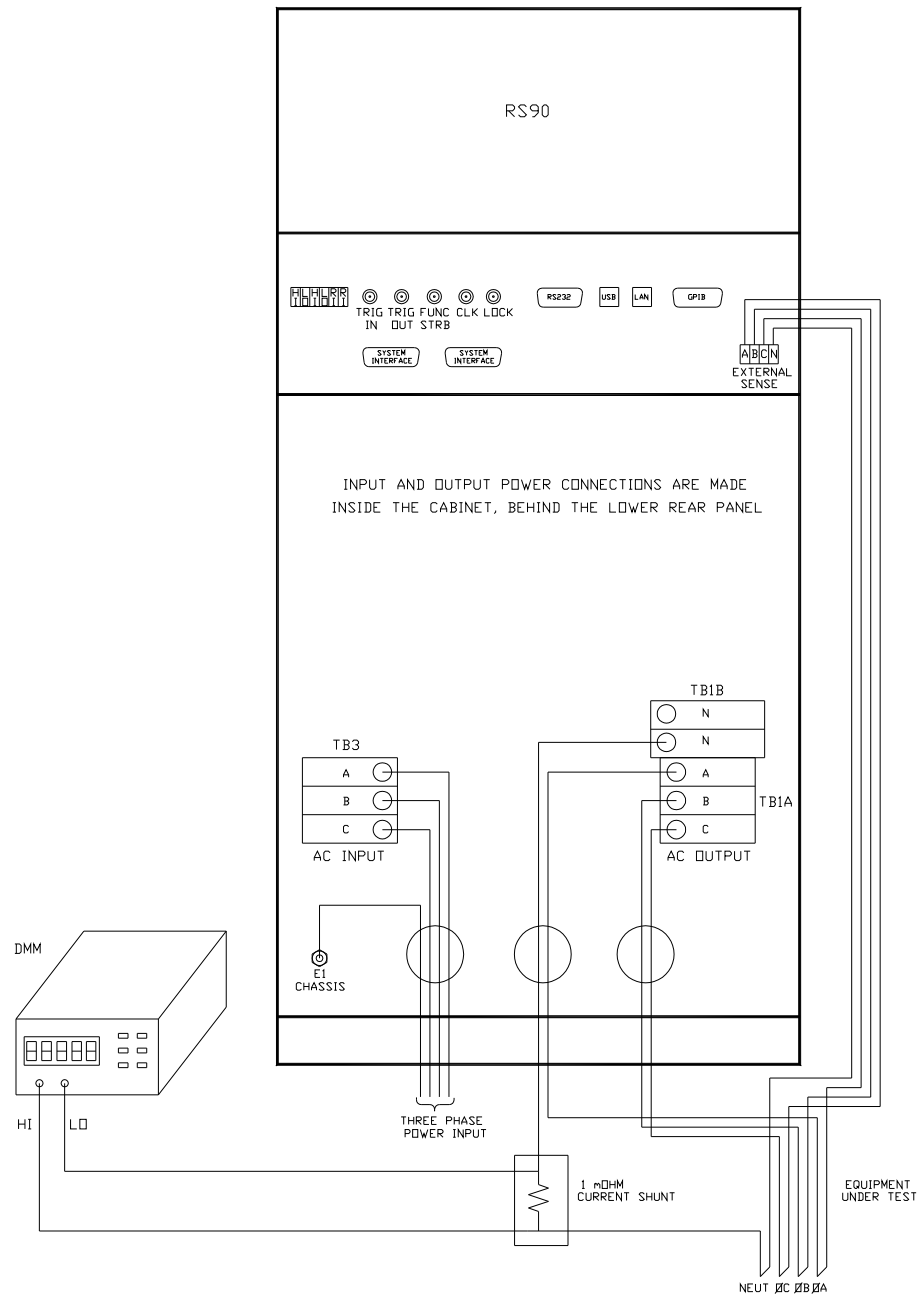 RS90
H L H L R R
I O I O I I
TRIG IN
TRIG OUT
FUNC STRB
CLK
LOCK
RS232
USB
LAN
GPIB
SYSTEM
INTERFACE
SYSTEM
INTERFACE
A B C N
EXTERNAL
SENSE
INPUT AND OUTPUT POWER CONNECTIONS ARE MADE
INSIDE THE CABINET, BEHIND THE LOWER REAR PANEL
TB1B
N
N
TB3
A
B
C
AC INPUT
A
B
C
TB1A
AC OUTPUT
E1
CHASSIS
DMM
88888
HI
LO
THREE PHASE
POWER INPUT
1 mOHM
CURRENT SHUNT
EQUIPMENT
UNDER TEST
NEUT ØC ØB ØA